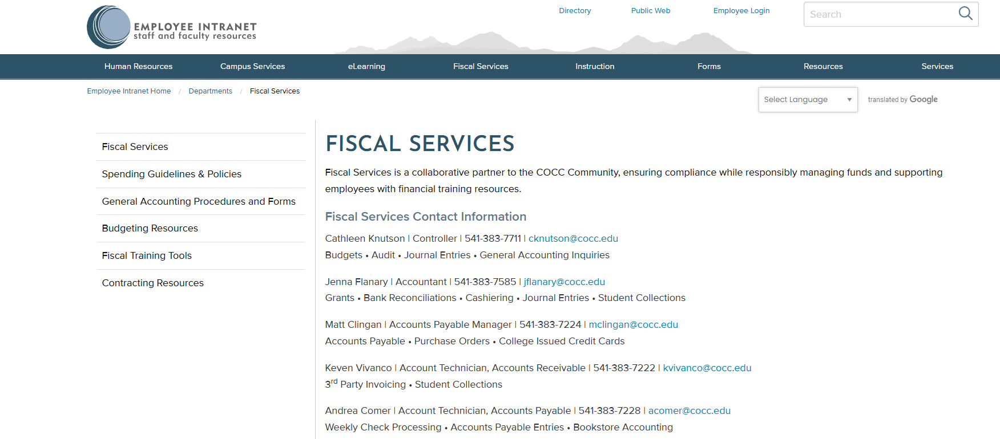 EMPLOYEE INTRANET
staff and faculty resources
Directory
Public Web
Employee Login
Search
Human Resources
Campus Services
eLearning
Fiscal Services
Instruction
Forms
Resources
Services
Employee Intranet Home / Departments / Fiscal Services
Select Language ▼
translated by Google
Fiscal Services
Spending Guidelines & Policies
General Accounting Procedures and Forms
Budgeting Resources
Fiscal Training Tools
Contracting Resources
FISCAL SERVICES
Fiscal Services is a collaborative partner to the COCC Community, ensuring compliance while responsibly managing funds and supporting
employees with financial training resources.
Fiscal Services Contact Information
Cathleen Knutson | Controller | 541-383-7711 | cknutson@cocc.edu
Budgets • Audit • Journal Entries • General Accounting Inquiries
Jenna Flanary | Accountant | 541-383-7585 | jflanary@cocc.edu
Grants • Bank Reconciliations • Cashiering • Journal Entries • Student Collections
Matt Clingan | Accounts Payable Manager | 541-383-7224 | mclingan@cocc.edu
Accounts Payable • Purchase Orders • College Issued Credit Cards
Keven Vivanco | Account Technician, Accounts Receivable | 541-383-7222 | kvivanco@cocc.edu
3rd Party Invoicing • Student Collections
Andrea Comer | Account Technician, Accounts Payable | 541-383-7228 | acomer@cocc.edu
Weekly Check Processing • Accounts Payable Entries • Bookstore Accounting